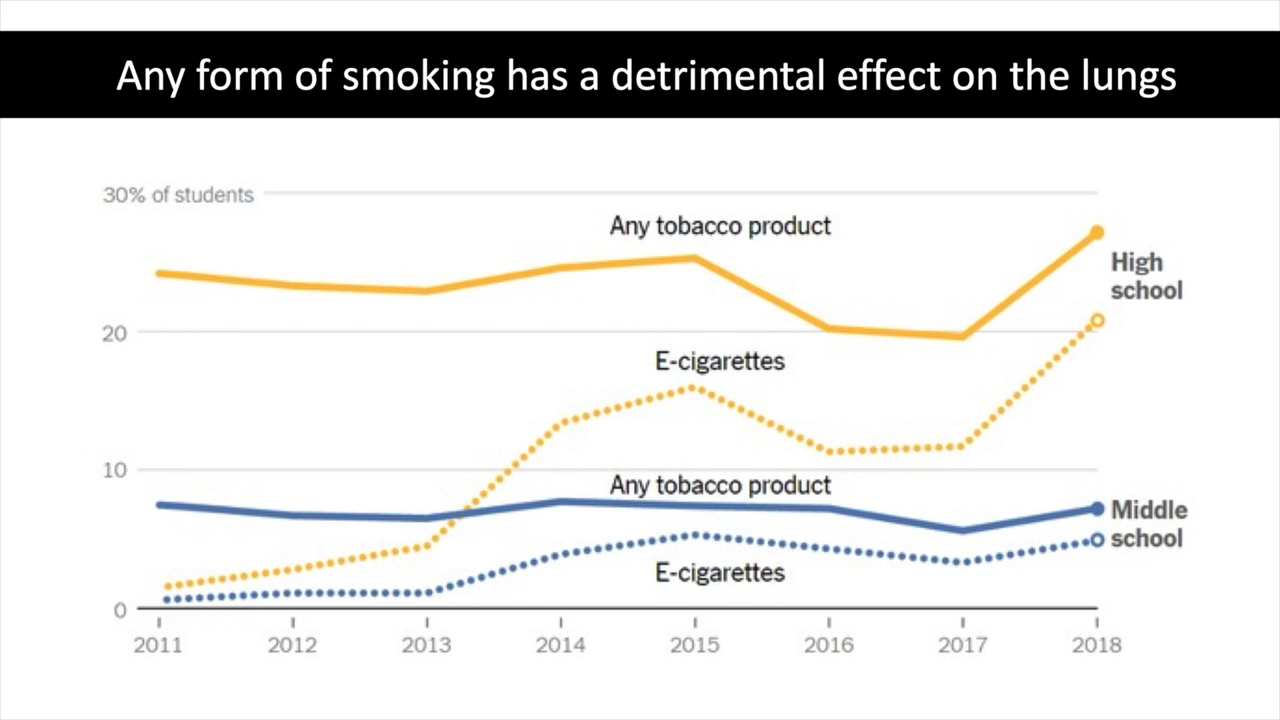 Any form of smoking has a detrimental effect on the lungs
30% of students
Any tobacco product
High
school
20
E-cigarettes
10
Any tobacco product
Middle
school
E-cigarettes
0
2011 2012 2013 2014 2015 2016 2017 2018